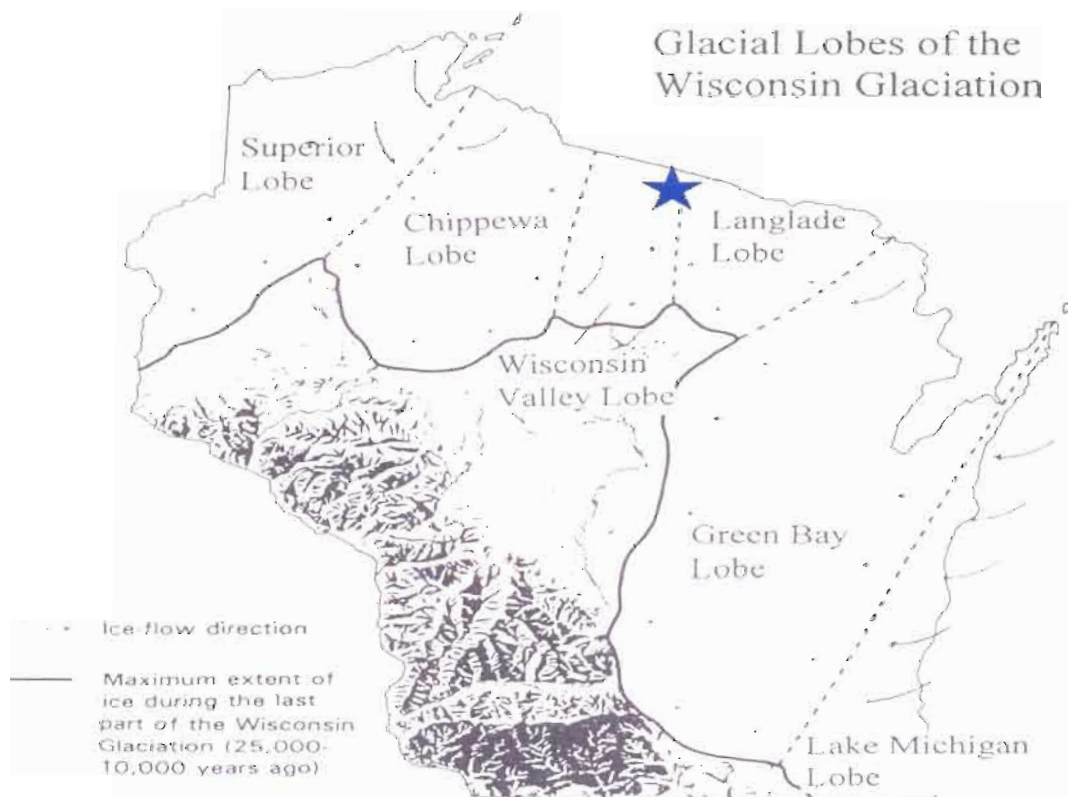 Glacial Lobes of the
Wisconsin Glaciation
Superior
Lobe
Chippewa
Lobe
Langlade
Lobe
Wisconsin
Valley Lobe
Green Bay
Lobe
Lake Michigan
Lobe
Ice-flow direction
Maximum extent of
ice during the last
part of the Wisconsin
Glaciation (25,000-
10,000 years ago)